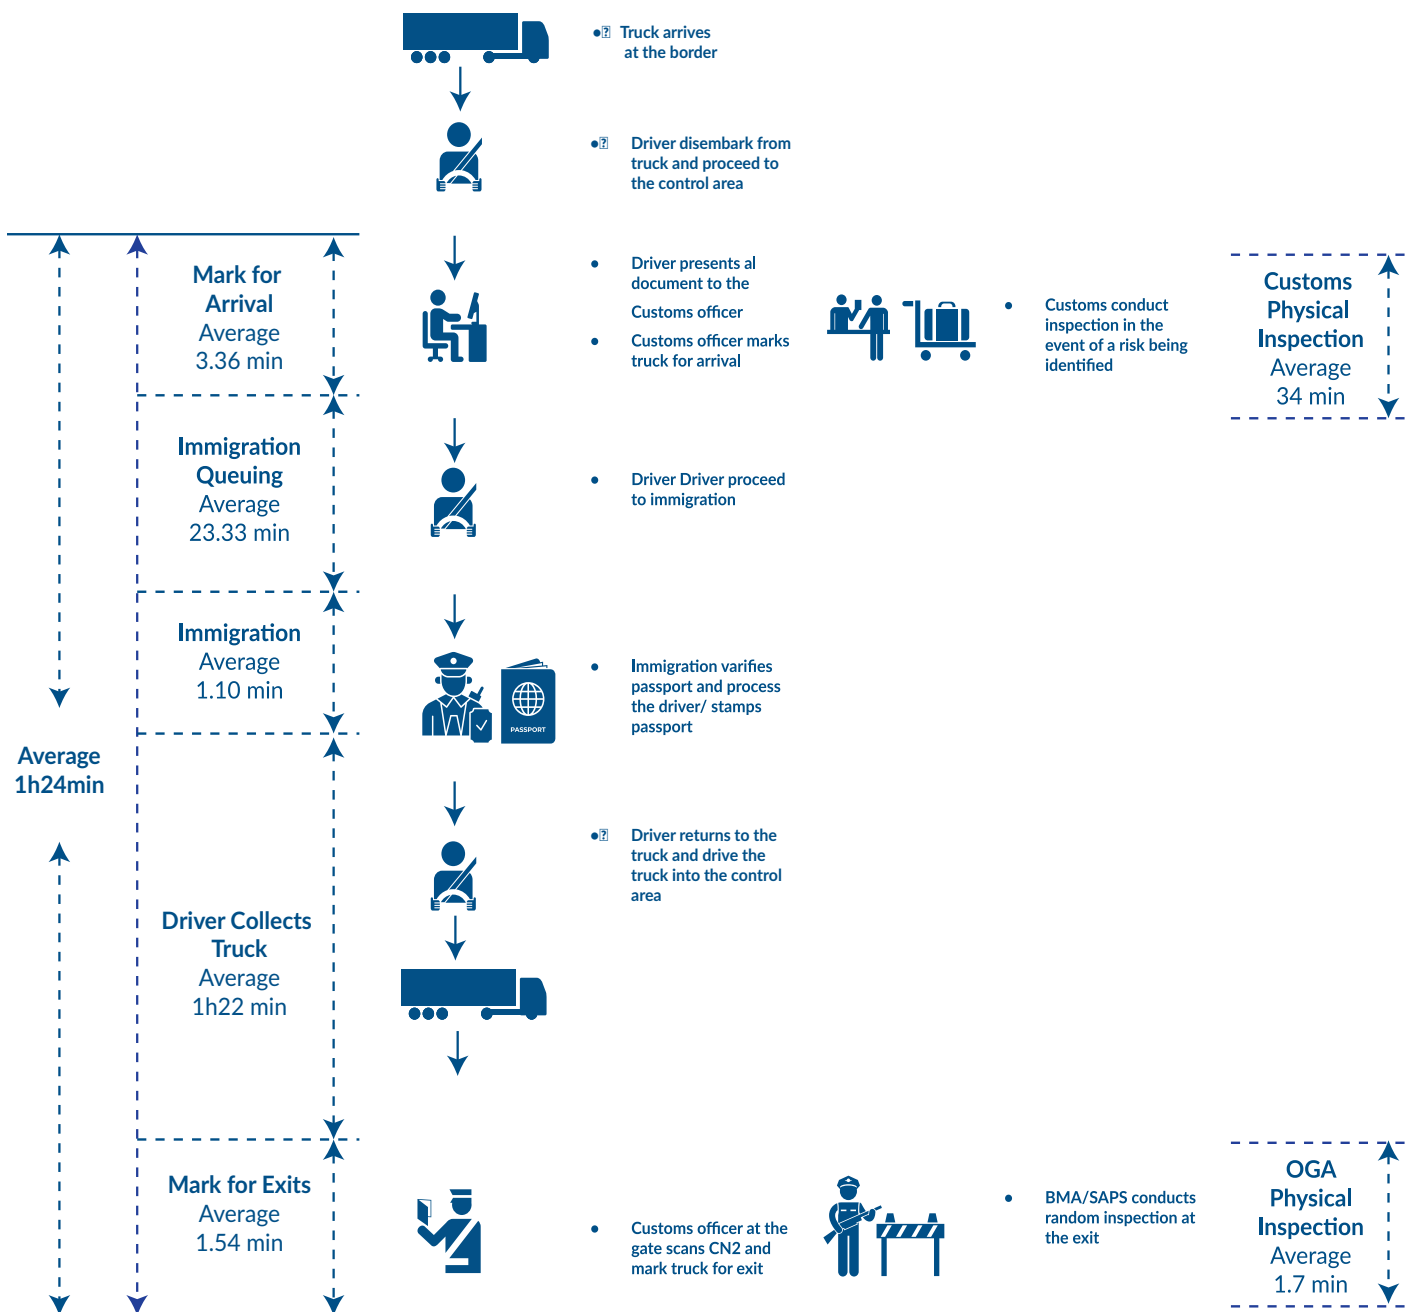 ●⍰ Truck arrives
at the border
●⍰ Driver disembark from
truck and proceed to
the control area
Mark for
Arrival
Average
3.36 min
● Driver presents al
document to the
Customs officer
● Customs officer marks
truck for arrival
● Customs conduct
inspection in the
event of a risk being
identified
Customs
Physical
Inspection
Average
34 min
Immigration
Queuing
Average
23.33 min
● Driver Driver proceed
to immigration
Immigration
Average
1.10 min
PASSPORT
● Immigration varifies
passport and process
the driver/ stamps
passport
Average
1h24min
●⍰ Driver returns to the
truck and drive the
truck into the control
area
Driver Collects
Truck
Average
1h22 min
Mark for Exits
Average
1.54 min
● Customs officer at the
gate scans CN2 and
mark truck for exit
● BMA/SAPS conducts
random inspection at
the exit
OGA
Physical
Inspection
Average
1.7 min